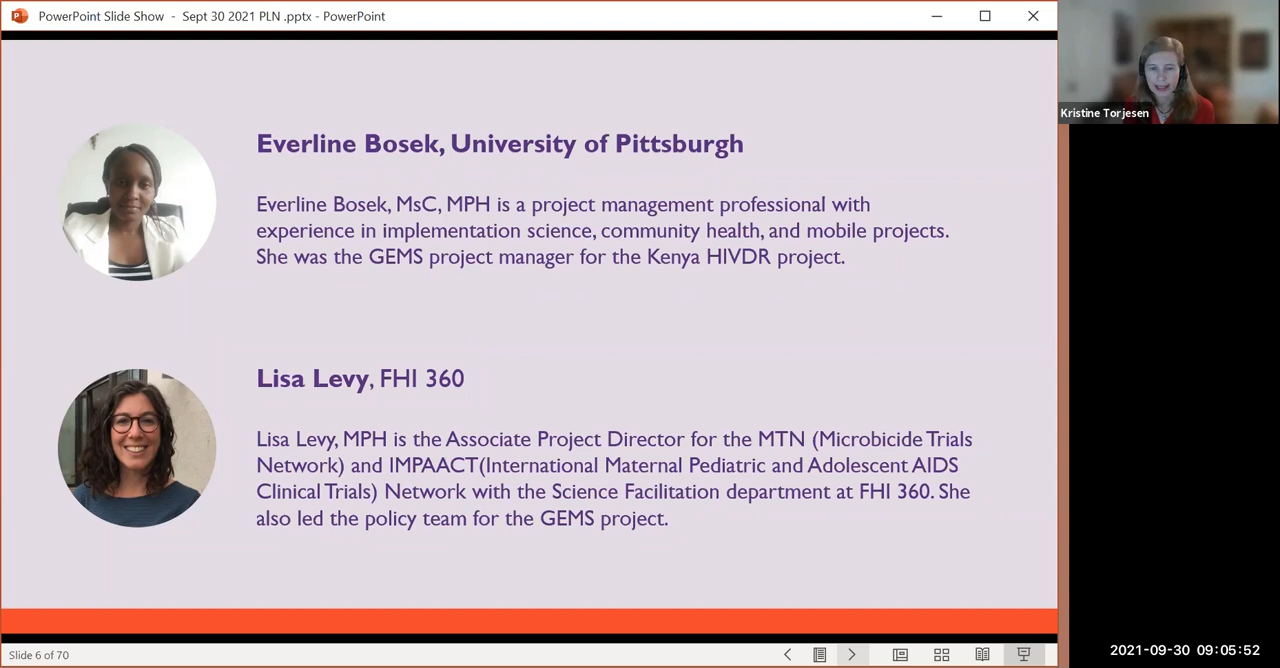 PowerPoint Slide Show - Sept 30 2021 PLN .pptx - PowerPoint
Kristine Torjesen
Everline Bosek, University of Pittsburgh
Everline Bosek, MsC, MPH is a project management professional with
experience in implementation science, community health, and mobile projects.
She was the GEMS project manager for the Kenya HIVDR project.
Lisa Levy, FHI 360
Lisa Levy, MPH is the Associate Project Director for the MTN (Microbicide Trials
Network) and IMPAACT(International Maternal Pediatric and Adolescent AIDS
Clinical Trials) Network with the Science Facilitation department at FHI 360. She
also led the policy team for the GEMS project.
Slide 6 of 70
2021-09-30 09:05:52